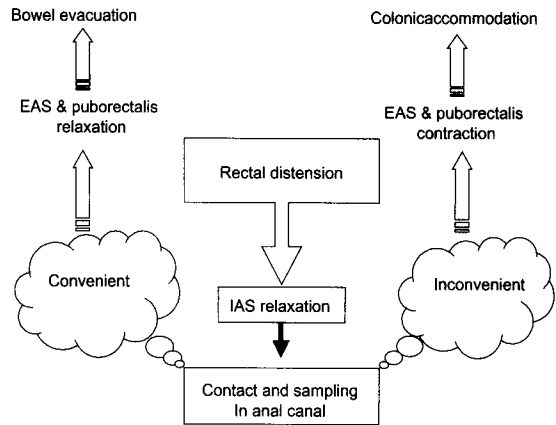 Bowel evacuation
Colonicaccommodation
EAS & puborectalis
relaxation
EAS & puborectalis
contraction
Rectal distension
Convenient
Inconvenient
IAS relaxation
Contact and sampling
In anal canal